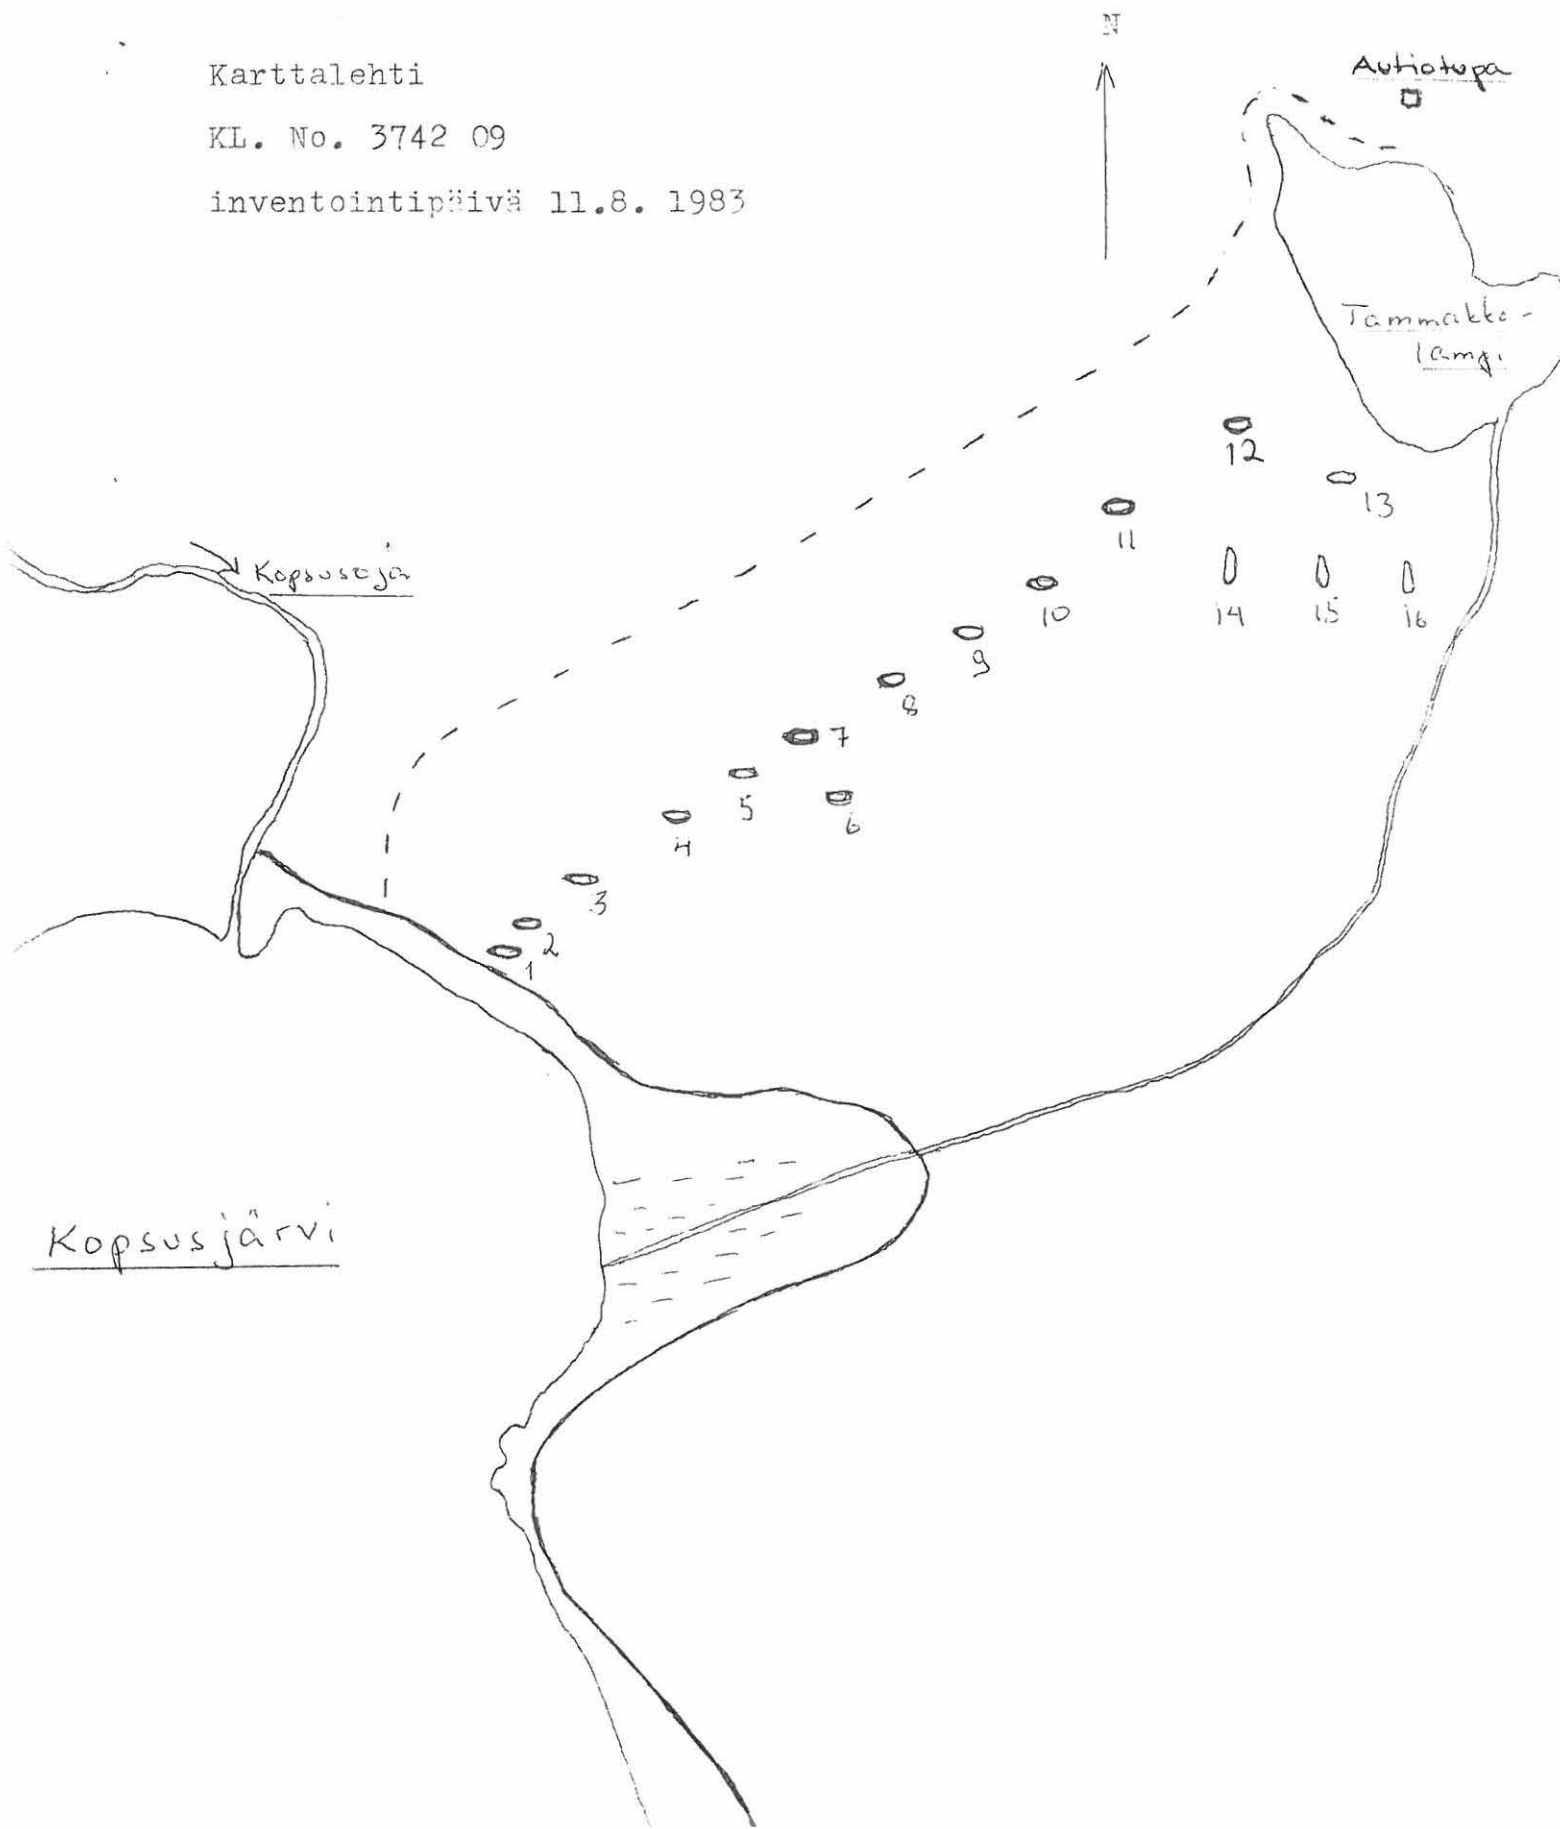 N
Karttalehti
KL. No. 3742 09
inventointipäivä 11.8. 1983
Autiotupa
Tammakko-
lampi
12
13
11
Kopsusoja
14
15
16
10
9
8
7
5
6
4
3
2
1
Kopsusjärvi